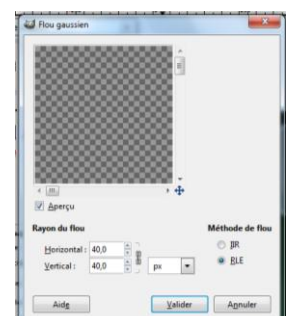 Flou gaussien
Aperçu
Rayon du flou
Horizontal : 40,0
Vertical : 40,0
px
Méthode de flou
IIR
RLE
Aide
Valider
Annuler